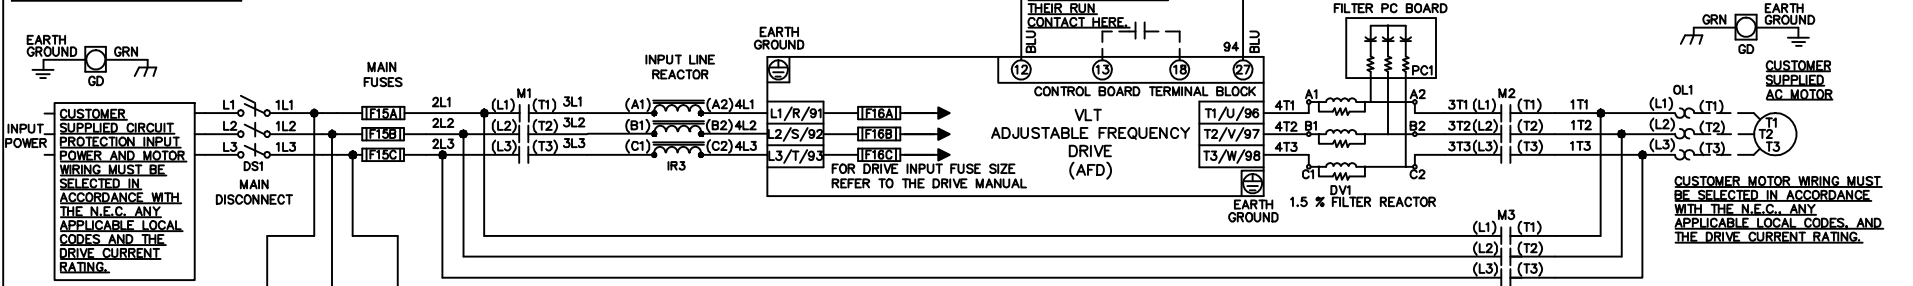 EARTH
GROUND
GRN
GD
INPUT
POWER
CUSTOMER
SUPPLIED CIRCUIT
PROTECTION INPUT
POWER AND MOTOR
WIRING MUST BE
SELECTED IN
ACCORDANCE WITH
THE N.E.C. ANY
APPLICABLE LOCAL
CODES AND THE
DRIVE CURRENT
RATING.
L1
L2
L3
1L1
1L2
1L3
DS1
MAIN
DISCONNECT
MAIN
FUSES
F15A
F15B
F15C
2L1
2L2
2L3
M1
(L1) (T1) 3L1
(L2) (T2) 3L2
(L3) (T3) 3L3
INPUT LINE
REACTOR
(A1) (A2) 4L1
(B1) (B2) 4L2
(C1) (C2) 4L3
IR3
EARTH
GROUND
L1/R/91
L2/S/92
L3/T/93
F16A
F16B
F16C
FOR DRIVE INPUT FUSE SIZE
REFER TO THE DRIVE MANUAL
THEIR RUN
CONTACT HERE.
BLU
94
BLU
12
13
18
27
CONTROL BOARD TERMINAL BLOCK
VLT
ADJUSTABLE FREQUENCY
DRIVE
(AFD)
T1/U/96
T2/V/97
T3/W/98
EARTH
GROUND
4T1
4T2
4T3
FILTER PC BOARD
PC1
A1 A2
B1 B2
C1 C2
DV1
1.5 % FILTER REACTOR
M2
3T1 (L1) (T1) 1T1
3T2 (L2) (T2) 1T2
3T3 (L3) (T3) 1T3
M3
(L1) (T1)
(L2) (T2)
(L3) (T3)
GRN
GD
EARTH
GROUND
CUSTOMER
SUPPLIED
AC MOTOR
OL1
(L1) (T1)
(L2) (T2)
(L3) (T3)
T1
T2
T3
CUSTOMER MOTOR WIRING MUST
BE SELECTED IN ACCORDANCE
WITH THE N.E.C., ANY
APPLICABLE LOCAL CODES, AND
THE DRIVE CURRENT RATING.